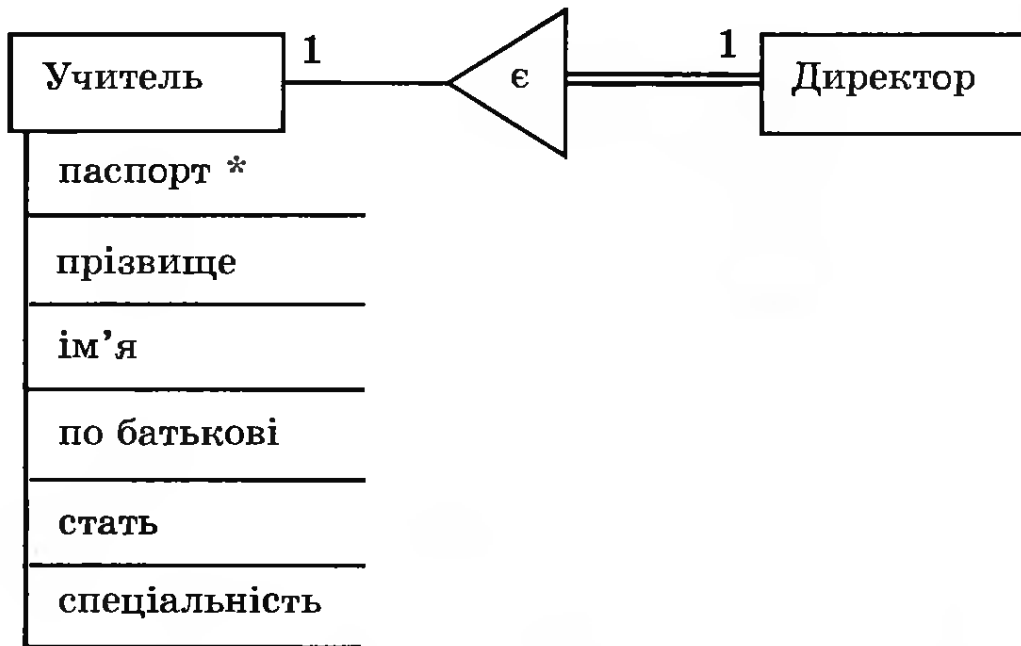 Учитель 1 є 1 Директор
паспорт *
прізвище
ім’я
по батькові
стать
спеціальність